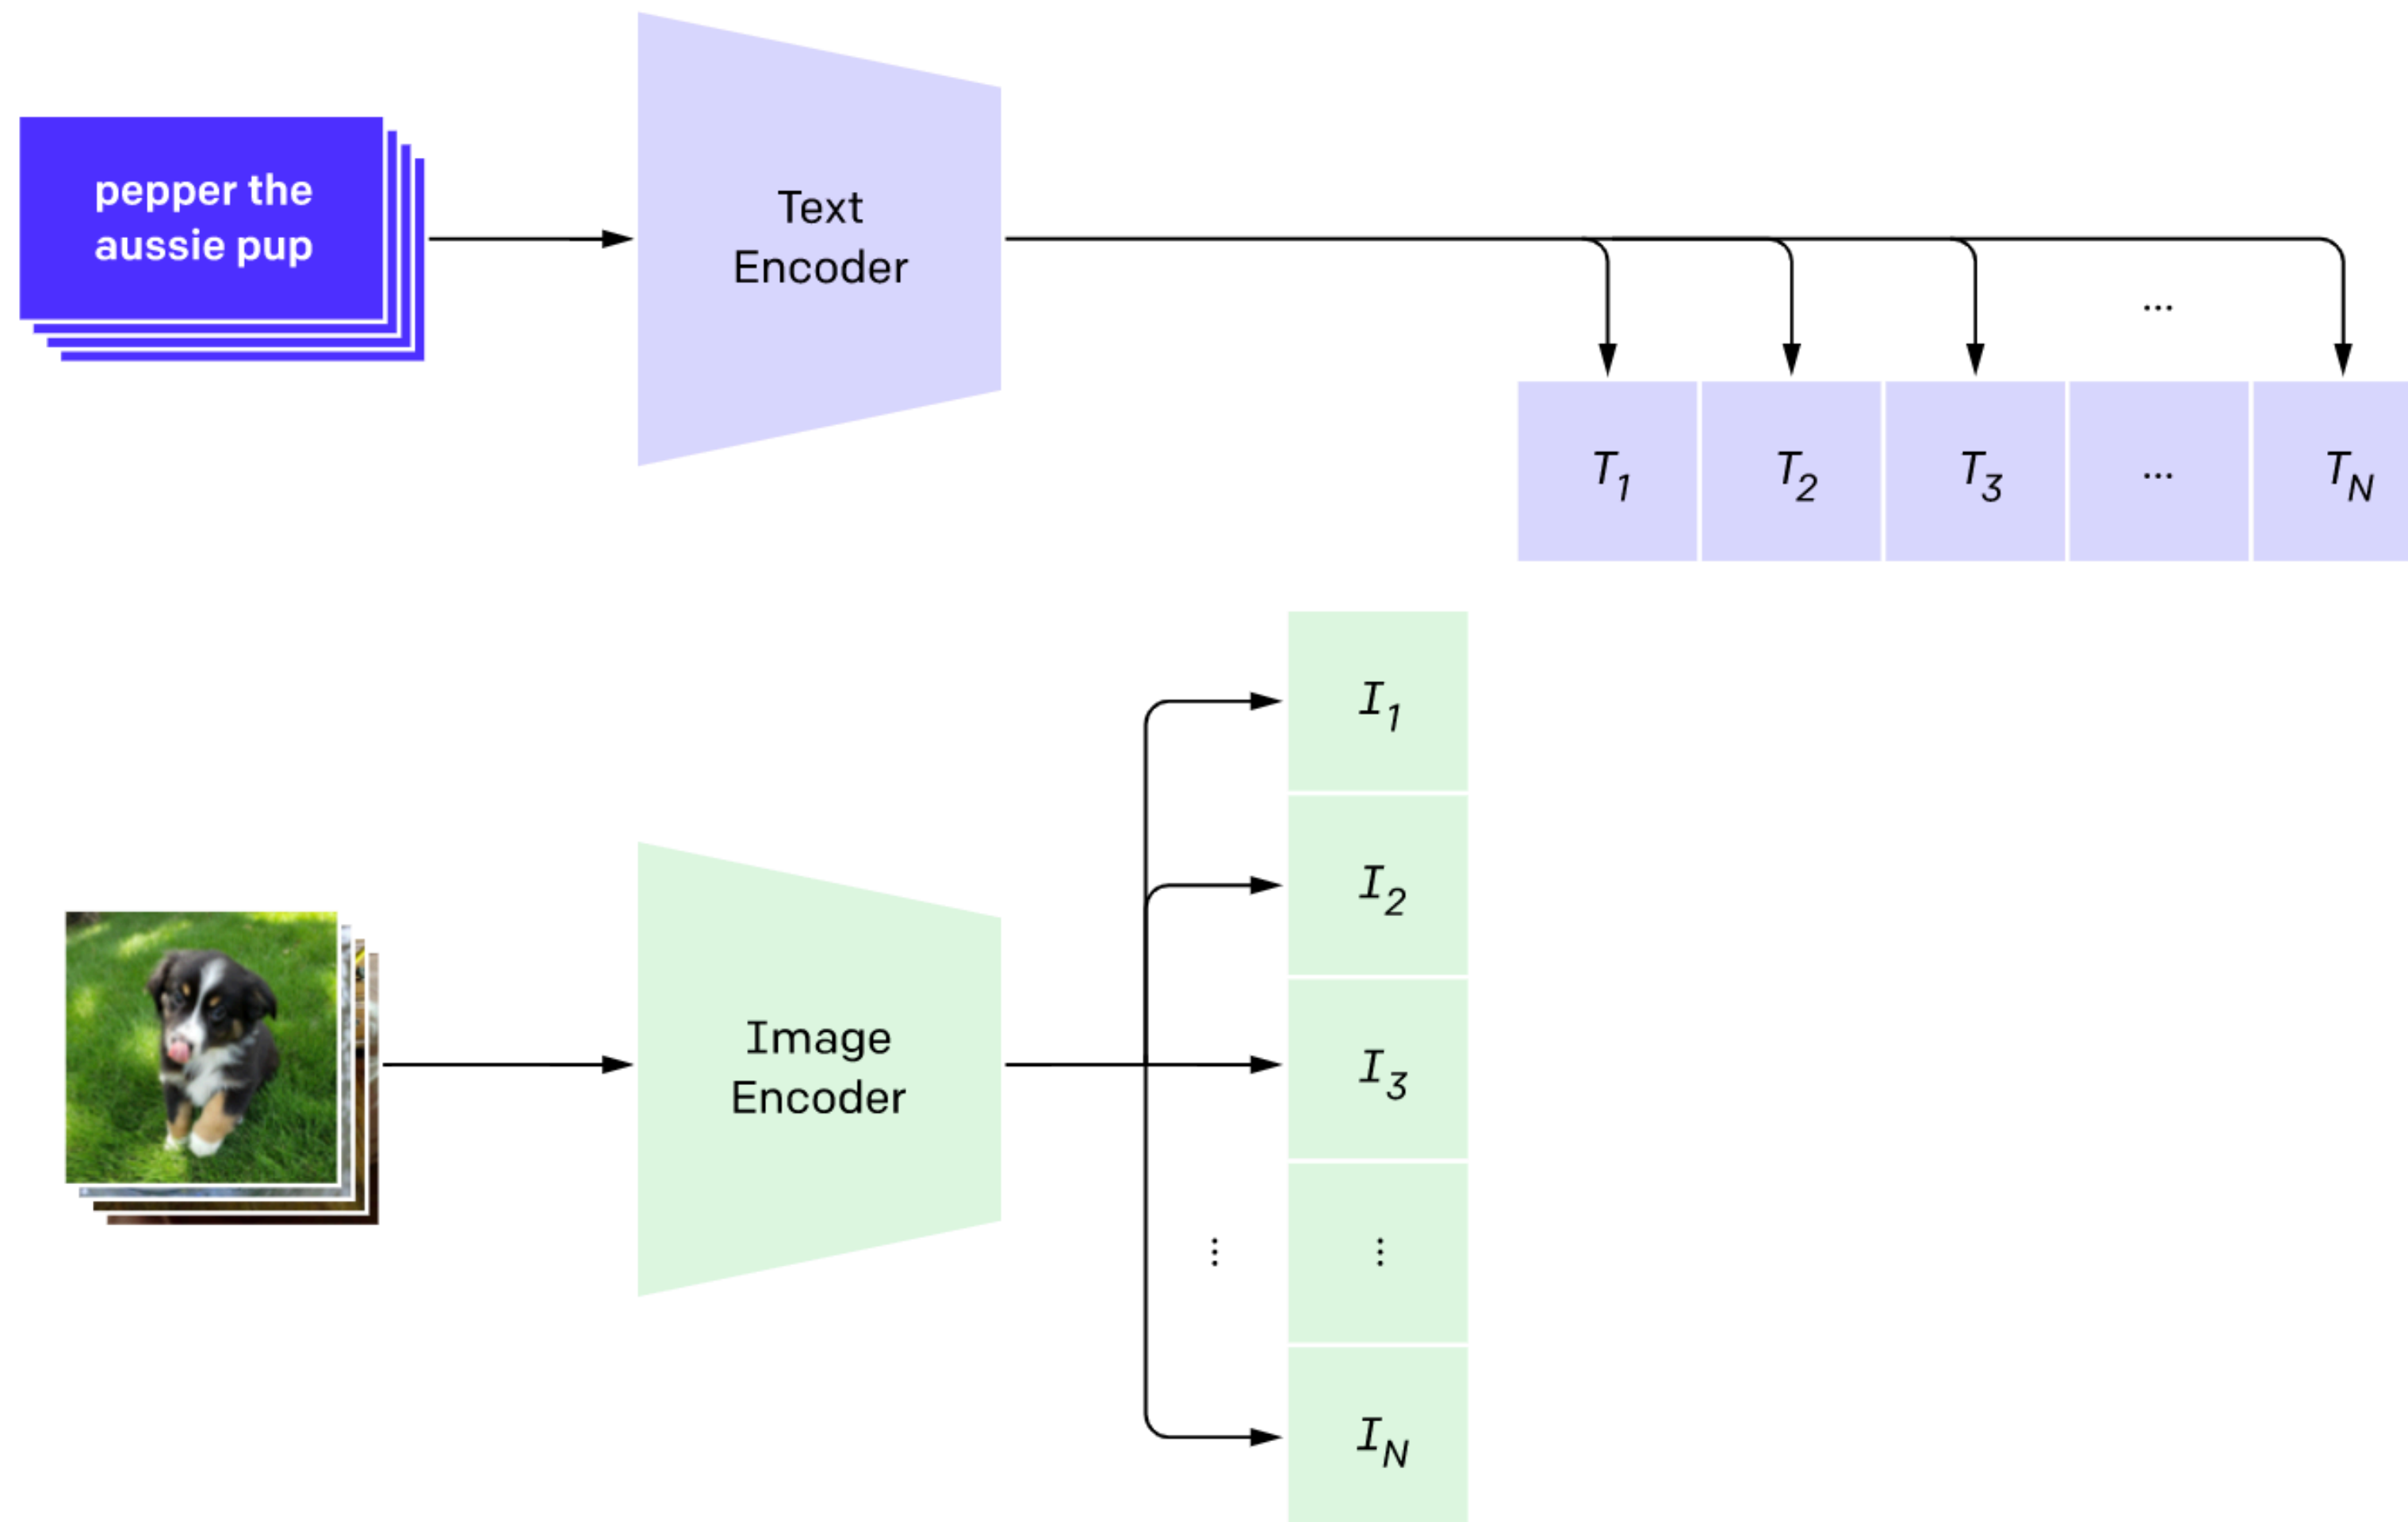 pepper the
aussie pup
Text
Encoder
...
T1 T2 T3 ... TN
I1
I2
Image
Encoder
I3
⋮ ⋮
IN